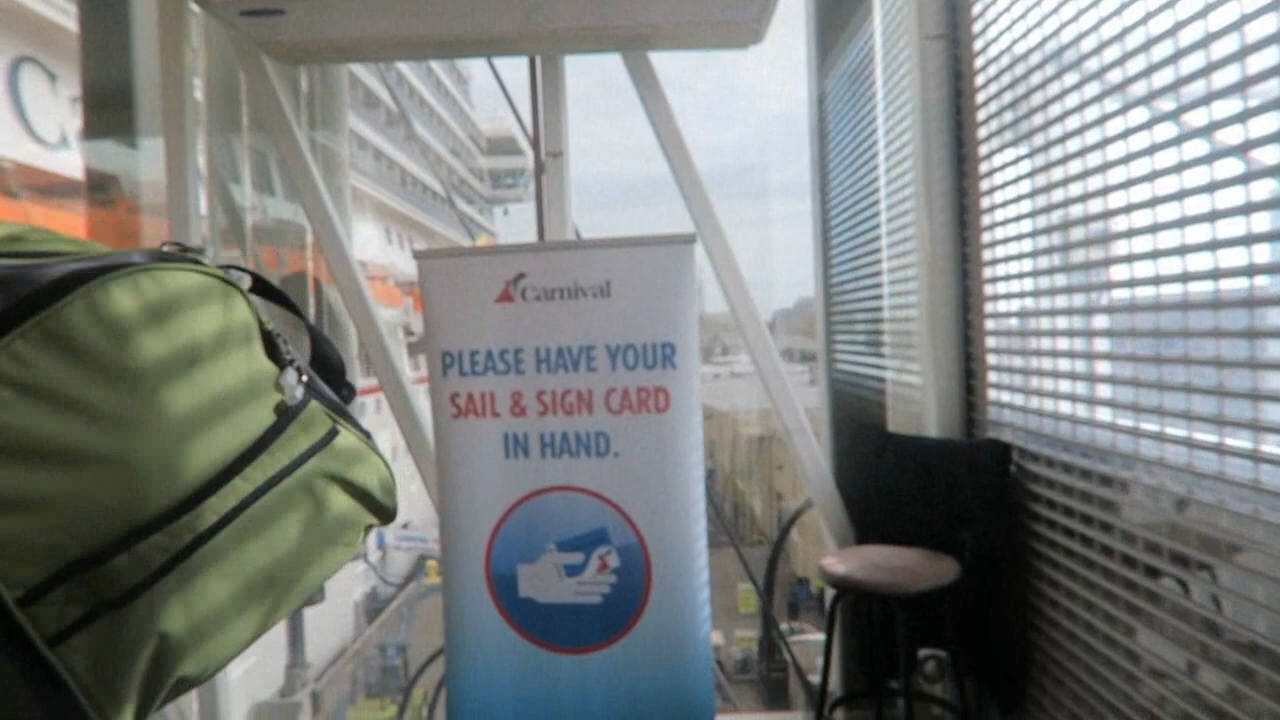 C
Carnival
PLEASE HAVE YOUR
SAIL & SIGN CARD
IN HAND.